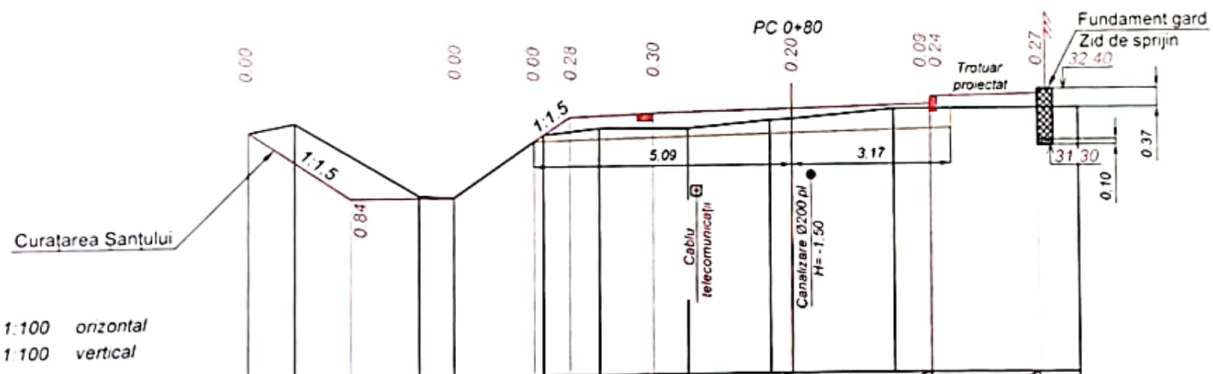 PC 0+80
0.00
0.00
0.00
0.28
0.30
0.20
0.09
0.24
0.27
Fundament gard
Zid de sprijin
32 40
Trotuar
proiectat
1:1.5
1:1.5
5.09
3.17
0.37
31 30
0.10
0.84
Curațarea Șanțului
Cablu
telecomunicații
Canalizare Ø200 pl
H= -1.50
1:100 orizontal
1:100 vertical